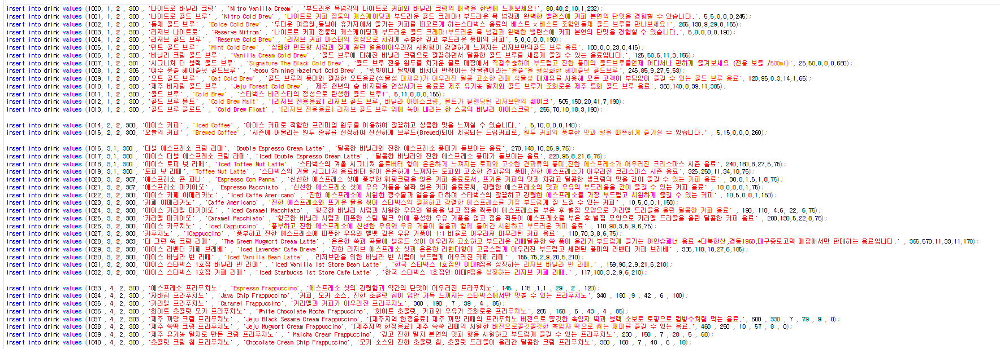 insert into drink values (1000, 1, 2 , 300 , '나이트로 바닐라 크림' , 'Nitro Vanilla Cream' , '부드러운 목넘김의 나이트로 커피와 바닐라 크림의 매력을 한번에 느껴보세요!', 80,40,2,10,1,232);
insert into drink values (1001, 1, 2 , 300 , '나이트로 콜드 브루' , 'Nitro Cold Brew' , '나이트로 커피 정통의 캐스케이딩과 부드러운 콜드 크레마! 부드러운 목 넘김과 완벽한 밸런스에 커피 본연의 단맛을 경험할 수 있습니다.', 5,5,0,0,0,245);
insert into drink values (1002, 1, 2 , 300 , '돌체 콜드 브루' , 'Dolce Cold Brew' , '무더운 여름철,동남아 휴가지에서 즐기는 커피를 떠오르게 하는스타벅스 음료의 베스트 x 베스트 조합인돌체 콜드 브루를 만나보세요!', 265,130,9,29,8,155);
insert into drink values (1003, 1, 2 , 300 , '리저브 나이트로' , 'Reserve Nitrom' , '나이트로 커피 정통의 캐스케이딩과 부드러운 콜드 크레마!부드러운 목 넘김과 완벽한 밸런스에 커피 본연의 단맛을 경험할 수 있습니다.', 5,0,0,0,0,190);
insert into drink values (1004, 1, 2 , 300 , '리저브 콜드 브루' , 'Reserve Cold Brew' , '리저브 커피 마스터의 정성으로 차갑게 추출한 깊고 부드러운 풍미의 커피' , 5,0,0,0,0,190);
insert into drink values (1005, 1, 2 , 300 , '민트 콜드 브루' , 'Mint Cold Brew' , '상쾌한 민트향 시럽과 잘게 갈린 얼음이어우러져 시원함이 강렬하게 느껴지는 리저브만의콜드 브루 음료' , 100,0,0,23,0,415);
insert into drink values (1006, 1, 2 , 300 , '바닐라 크림 콜드 브루' , 'Vanilla Cream Cold Brew' , '콜드 브루에 더해진 바닐라 크림으로 깔끔하면서 달콤한 콜드 브루를 새롭게 즐길 수 있는 음료입니다.', 125,58,6,11,3,155);
insert into drink values (1007, 1, 2 , 301 , '시그니처 더 블랙 콜드 브루' , 'Signature The Black Cold Brew' , '콜드 브루 전용 원두를 차가운 물로 매장에서 직접추출하여 부드럽고 진한 풍미의 콜드브루를언제 어디서나 편하게 즐겨보세요 (전용 보틀 /500ml)' , 25,50,0,0,0,680);
insert into drink values (1008, 1, 2 , 305 , '여수 윤슬 헤이즐넛 콜드브루' , 'Yeosu Shining Hazelnut Cold Brew' , '햇빛이나 달빛에 비치어 반짝이는 잔물결이라는"윤슬"을 형상화한 헤이즐넛 콜드브루' , 245,85,9,27,5,53);
insert into drink values (1009, 1, 2 , 300 , '오트 콜드 브루' , 'Oat Cold Brew' , '콜드 브루의 풍미와 깔끔한 오트음료(식물성 대체유)가 어우러진 달콤 고소한 라떼.식물성 대체유를 사용해 모든 고객이 부담없이 즐길 수 있는 콜드 브루 음료' , 120,95,0,3,14,1,65);
insert into drink values (1010, 1, 2 , 303 , '제주 비자림 콜드 브루' , 'Jeju Forest Cold Brew' , '제주 천년의 숲 비자림을 연상시키는 음료로 제주 유기농 말차와 콜드 브루가 조화로운 제주 특화 콜드 브루 음료' , 360,140,8,39,11,305);
insert into drink values (1011, 1, 2 , 300 , '콜드 브루' , 'Cold Brew' , '스타벅스 바리스타의 정성으로 탄생한 콜드 브루!' , 5,11,0,0,0,155);
insert into drink values (1012, 1, 2 , 300 , '콜드 브루 몰트' , 'Cold Brew Malt' , '[리저브 전용음료] 리저브 콜드 브루, 바닐라 아이스크림, 몰트가 블렌딩된 리저브만의 쉐이크' , 505,150,20,41,7,190);
insert into drink values (1013, 1, 2 , 300 , '콜드 브루 플로트' , 'Cold Brew Float' , '[리저브 전용음료] 리저브 콜드 브루 위에 녹아 내리는 한 스쿱의 바닐라 아이스크림' , 255,70,10,18,3,190);
insert into drink values (1014, 2, 2, 300, '아이스 커피' , 'Iced Coffee' , '아이스 커피로 적합한 프리미엄 원두를 이용하여 깔끔하고 상큼한 맛을 느끼실 수 있습니다.' , 5,10,0,0,0,140);
insert into drink values (1015, 2, 2, 300, '오늘의 커피' , 'Brewed Coffee' , '시즌에 어울리는 원두 종류를 선정하여 신선하게 브루드(Brewed)되어 제공되는 드립커피로, 원두 커피의 풍부한 맛과 향을 따뜻하게 즐기실 수 있습니다.' , 5,15,0,0,0,260);
insert into drink values (1016, 3,1, 300 , '더블 에스프레소 크림 라떼' , 'Double Espresso Cream Latte' , '달콤한 바닐라와 진한 에스프레소 풍미가 돋보이는 음료' , 270,140,10,26,9,76);
insert into drink values (1017, 3,1, 300 , '아이스 더블 에스프레소 크림 라떼' , 'Iced Double Espresso Cream Latte' , '달콤한 바닐라와 진한 에스프레소 풍미가 돋보이는 음료' , 220,95,8,21,6,76);
insert into drink values (1018, 3,1, 300 , '아이스 토피 넛 라떼' , 'Iced Toffee Nut Latte' , '스타벅스의 겨울 시그니처 음료버터 향이 은은하게 느껴지는 토피와 고소한 견과류의 풍미,진한 에스프레소가 어우러진 크리스마스 시즌 음료' , 240,180,8,27,5,75);
insert into drink values (1019, 3,1, 300 , '토피 넛 라떼' , 'Toffee Nut Latte' , '스타벅스의 겨울 시그니처 음료버터 향이 은은하게 느껴지는 토피와 고소한 견과류의 풍미,진한 에스프레소가 어우러진 크리스마스 시즌 음료' , 325,250,11,34,10,75);
insert into drink values (1020, 3,2, 307, '에스프레소 콘 파나' , 'Espresso Con Panna' , '신선한 에스프레소 샷에 풍부한 휘핑크림을 얹은 커피 음료로서, 뜨거운 커피의 맛과 차갑고 달콤한 생크림의 맛을 같이 즐길 수 있는 커피 음료' , 30,0,1,5,1,0,75);
insert into drink values (1021, 3, 2, 307, '에스프레소 마키아또' , 'Espresso Macchiato' , '신선한 에스프레소 샷에 우유 거품을 살짝 얹은 커피 음료로써, 강렬한 에스프레소의 맛과 우유의 부드러움을 같이 즐길 수 있는 커피 음료' , 10,0,0,0,1,75);
insert into drink values (1022, 3, 2, 300, '아이스 카페 아메리카노' , 'Iced Caffe Americano' , '진한 에스프레소에 시원한 정수물과 얼음을 더하여 스타벅스의 깔끔하고 강렬한 에스프레소를 가장 부드럽고 시원하게 즐길 수 있는 커피' , 10,5,0,0,1,150);
insert into drink values (1023, 3, 2, 300, '카페 아메리카노' , 'Caffe Americano' , '진한 에스프레소와 뜨거운 물을 섞어 스타벅스의 깔끔하고 강렬한 에스프레소를 가장 부드럽게 잘 느낄 수 있는 커피' , 10,5,0,0,1,150);
insert into drink values (1024, 3, 2, 300, '아이스 카라멜 마키아또' , 'Iced Caramel Macchiato' , '향긋한 바닐라 시럽과 시원한 우유와 얼음을 넣고 점을 찍듯이 에스프레소를 부은 후 벌집 모양으로 카라멜 드리즐을 올린 달콤한 커피 음료' , 190, 110, 4,6, 22, 6,75);
insert into drink values (1025, 3, 2, 300, '카라멜 마키아또' , 'Caramel Macchiato' , '향긋한 바닐라 시럽과 따뜻한 스팀 밀크 위에 풍성한 우유 거품을 얹고 점을 찍듯이 에스프레소를 부은 후 벌집 모양으로 카라멜 드리즐을 올린 달콤한 커피 음료' , 200,130,5,22,8,75);
insert into drink values (1026, 3, 2, 300, '아이스 카푸치노' , 'Iced Cappuccino' , '풍부하고 진한 에스프레소에 신선한 우유와 우유 거품이 얼음과 함께 들어간 시원하고 부드러운 커피 음료' , 110,90,3,5,9,6,75);
insert into drink values (1027, 3, 2, 300, '카푸치노' , 'ICappuccino' , '풍부하고 진한 에스프레소에 따뜻한 우유와 벨벳 같은 우유 거품이 1:1 비율로 어우러져 마무리된 커피 음료' , 110,70,3,8,6,75);
insert into drink values (1028, 3, 2, 303, '더 그린 쑥 크림 라떼' , 'The Green Mugwort Cream Latte' , '은은한 쑥과 곡물에 블론드 샷이 어우러져 고소하고 부드러운 라떼달콤한 쑥 폼이 올라가 부드럽게 즐기는 아인슈페너 음료 *더북한산,경동1960,대구종로고택 매장에서만 판매하는 음료입니다.' , 365,570,11,33,11,170);
insert into drink values (1029, 3, 2, 300, '아이스 라벤더 카페 브레베' , 'Iced Lavender Cafe Breve' , '진한 리저브 에스프레소 샷과 은은한 라벤더향이 고급스럽게 어우러진 부드럽고 세련된 풍미의 라벤더 카페 브레베' , 335,110,18,27,6,105);
insert into drink values (1030, 3, 2, 300, '아이스 바닐라 빈 라떼' , 'Iced Vanilla Bean Latte' , '리저브만을 위한 바닐라 빈 시럽이 부드럽게 어우러진 카페 라떼' , 155,75,2,9,20,5,210);
insert into drink values (1031, 3, 2, 300, '아이스 스타벅스 1호점 바닐라 빈 라떼' , 'Iced Vanilla 1st Store Bean Latte' , '한국 스타벅스 1호점인 이대R점을 상징하는 리저브 바닐라 빈 라떼.' , 159,90,2,9,21,6,210);
insert into drink values (1032, 3, 2, 300, '아이스 스타벅스 1호점 카페 라떼' , 'Iced Starbucks 1st Store Cafe Latte' , '한국 스타벅스 1호점인 이대R점을 상징하는 리저브 카페 라떼.' , 117,100,3,2,9,6,210);
insert into drink values (1033 , 4, 2, 300 , '에스프레소 프라푸치노' , 'Espresso Frappuccino', '에스프레소 샷의 강렬함과 약간의 단맛이 어우러진 프라푸치노' , 145 , 115 ,1,1 , 29 , 2 , 120);
insert into drink values (1034 , 4, 2, 300 , '자바칩 프라푸치노' , 'Java Chip Frappuccino', '커피, 모카 소스, 진한 초콜릿 칩이 입안 가득 느껴지는 스타벅스에서만 맛볼 수 있는 프라푸치노', 340 , 180 ,9 , 42 , 6 , 100);
insert into drink values (1035 , 4, 2, 300 , '카라멜 프라푸치노' , 'Caramel Frappuccino', '카라멜과 커피가 어우러진 프라푸치노', 300 , 190 , 7 , 39 , 4 , 85);
insert into drink values (1036 , 4, 2, 300 , '화이트 초콜릿 모카 프라푸치노' , 'White Chocolate Mocha Frappuccino', '화이트 초콜릿, 커피와 우유가 조화로운 프라푸치노', 265 , 160 , 6 , 43 , 4 , 85);
insert into drink values (1037 , 4, 2, 303 , '제주 까망 크림 프라푸치노' , 'Jeju Black Sesame Cream Frappuccino', '[제주지역 한정음료] 제주 까망 라떼의 프라푸치노 버전으로 쫄깃한 흑임자 떡과 블랙 소보로 토핑으로 컵빙수처럼 먹는 음료.', 600 , 330 , 7 , 79 , 9 , 0);
insert into drink values (1038 , 4, 2, 303 , '제주 쑥떡 크림 프라푸치노' , 'Jeju Mugwort Cream Frappuccino', '[제주지역 한정음료] 제주 쑥쑥 라떼의 시원한 버전으로쫄깃쫄깃한 흑임자 떡으로 씹는 재미를 즐길 수 있는 음료.', 460 , 250 , 10 , 57 , 8 , 0);
insert into drink values (1039 , 4, 2, 300 , '제주 유기농 말차로 만든 크림 프라푸치노' , ' Malcha Cream Frappuccino', '깊고 진한 말차 본연의 맛과 향을 시원하고 부드럽게 즐길 수 있는 프라푸치노' , 230 , 150 , 7 , 28 , 5 , 60);
insert into drink values (1040 , 4, 2, 300 , '초콜릿 크림 칩 프라푸치노' , 'Chocolate Cream Chip Frappuccino', '모카 소스와 진한 초콜릿 칩, 초콜릿 드리즐이 올라간 달콤한 크림 프라푸치노', 300 , 160 , 7 , 40 , 6 , 10);